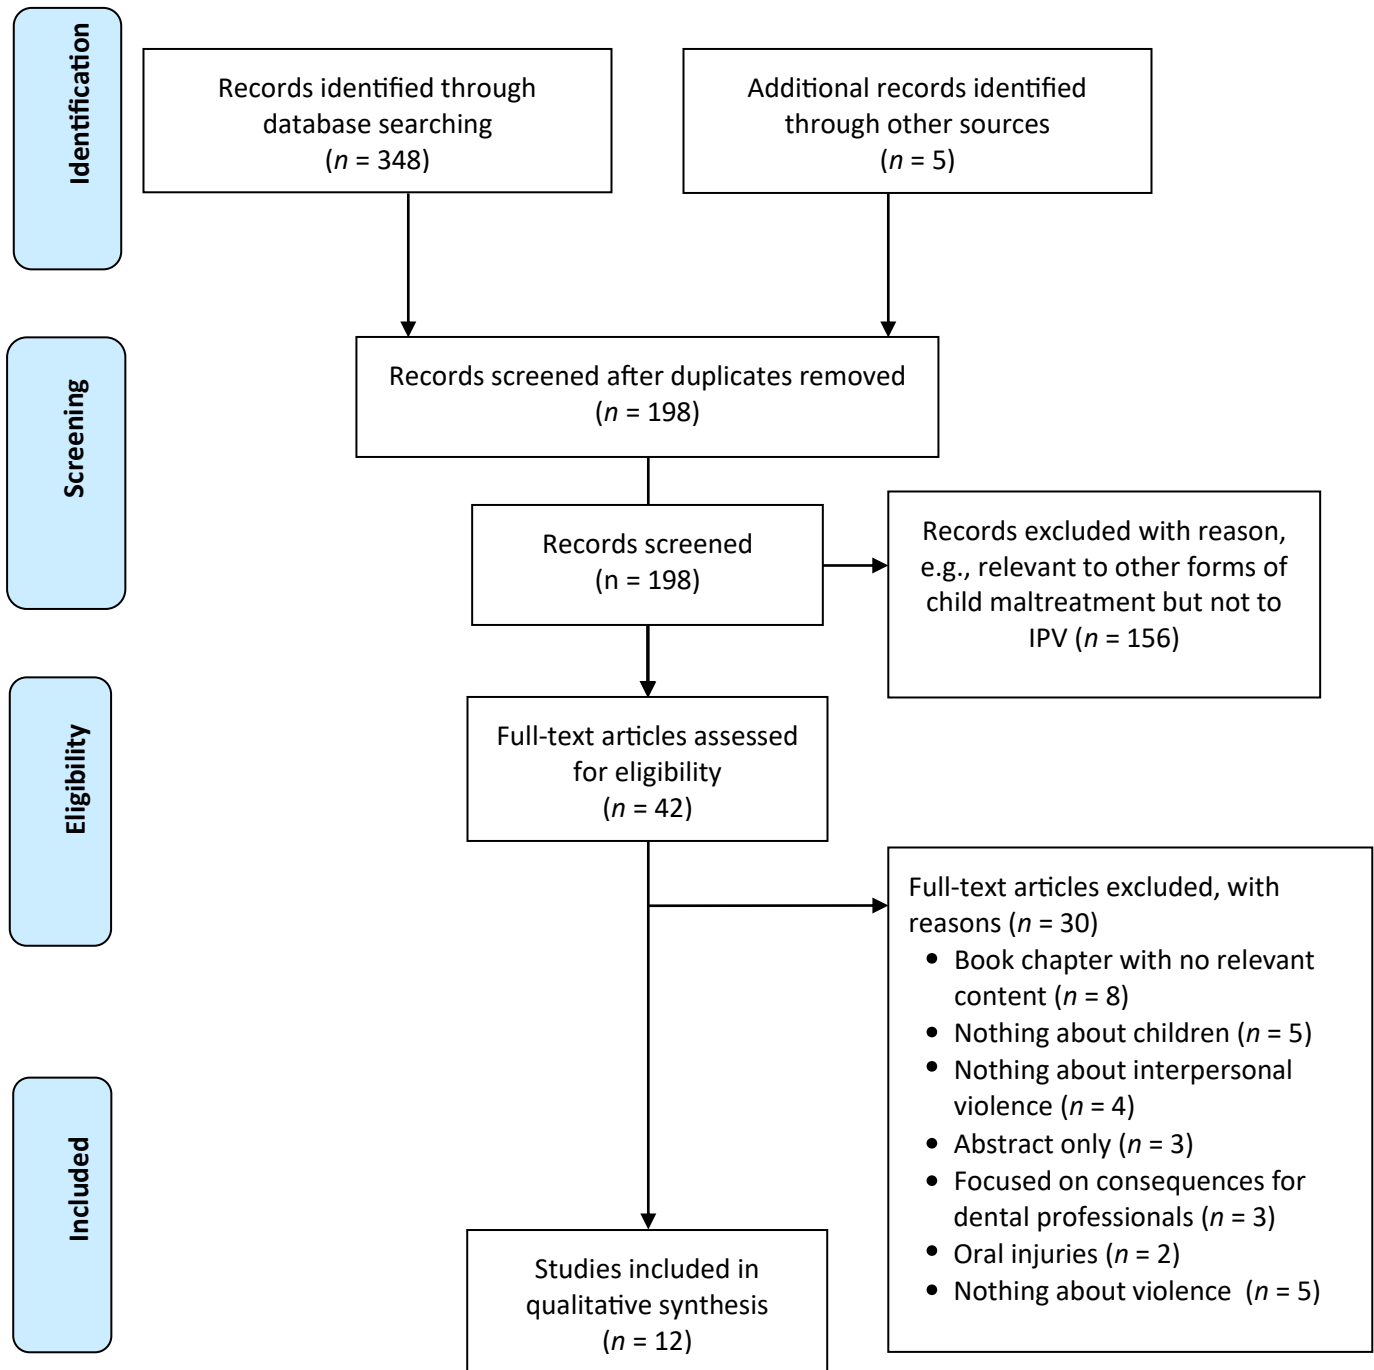 Identification
Records identified through
database searching
(n = 348)
Additional records identified
through other sources
(n = 5)
Screening
Records screened after duplicates removed
(n = 198)
Records screened
(n = 198)
Records excluded with reason,
e.g., relevant to other forms of
child maltreatment but not to
IPV (n = 156)
Eligibility
Full-text articles assessed
for eligibility
(n = 42)
Full-text articles excluded, with
reasons (n = 30)
• Book chapter with no relevant
content (n = 8)
• Nothing about children (n = 5)
• Nothing about interpersonal
violence (n = 4)
• Abstract only (n = 3)
• Focused on consequences for
dental professionals (n = 3)
• Oral injuries (n = 2)
• Nothing about violence (n = 5)
Included
Studies included in
qualitative synthesis
(n = 12)